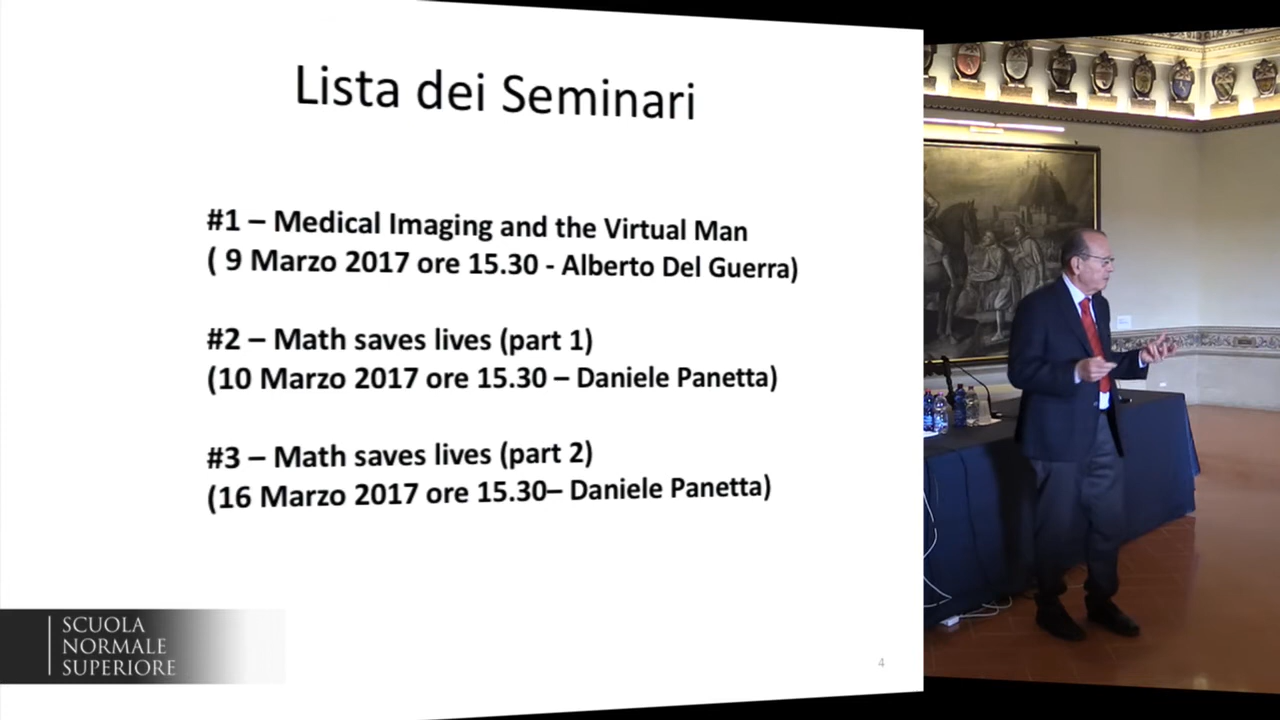 Lista dei Seminari
#1 – Medical Imaging and the Virtual Man
( 9 Marzo 2017 ore 15.30 - Alberto Del Guerra)
#2 – Math saves lives (part 1)
(10 Marzo 2017 ore 15.30 – Daniele Panetta)
#3 – Math saves lives (part 2)
(16 Marzo 2017 ore 15.30– Daniele Panetta)
SCUOLA
NORMALE
SUPERIORE
4